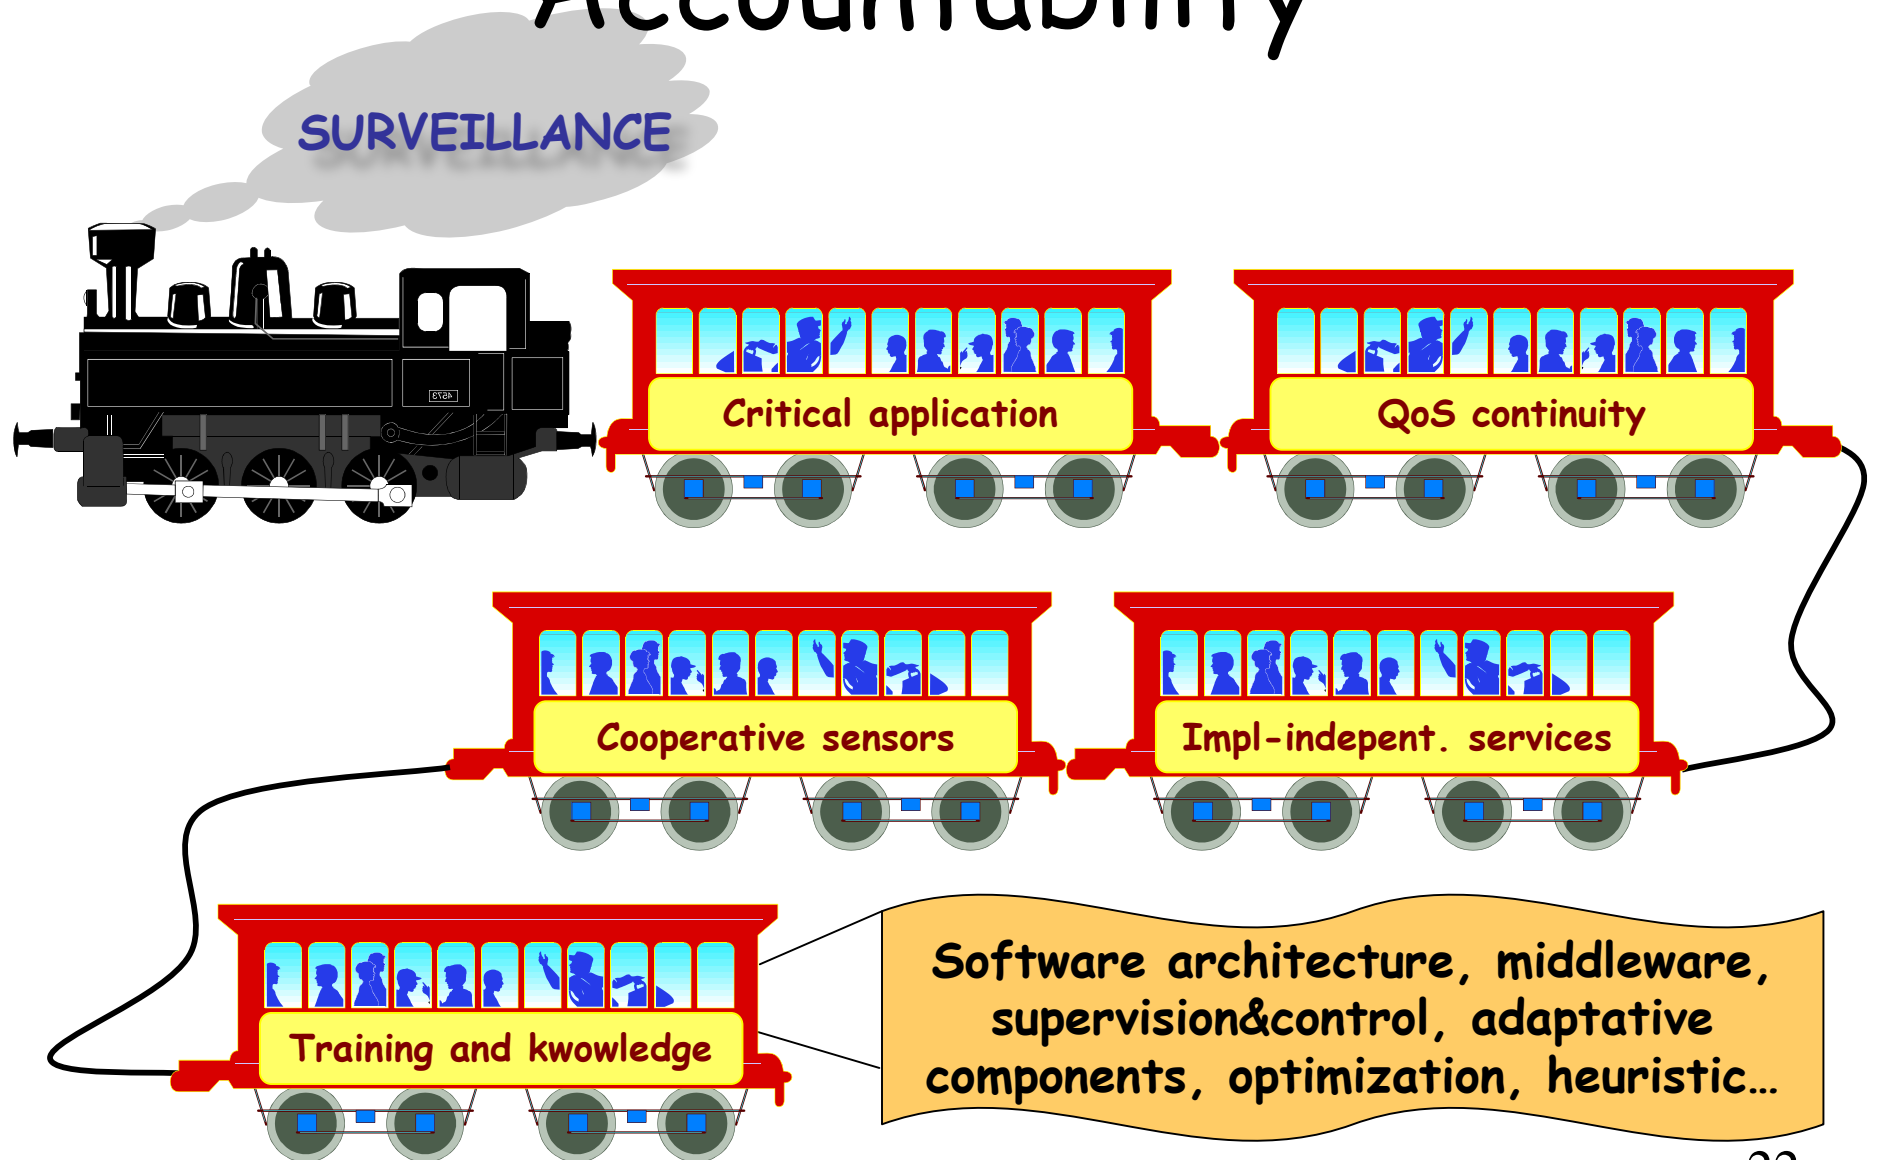 Accountability
SURVEILLANCE
Critical application
QoS continuity
Cooperative sensors
Impl-indepent. services
Training and kwowledge
Software architecture, middleware,
supervision&control, adaptative
components, optimization, heuristic…